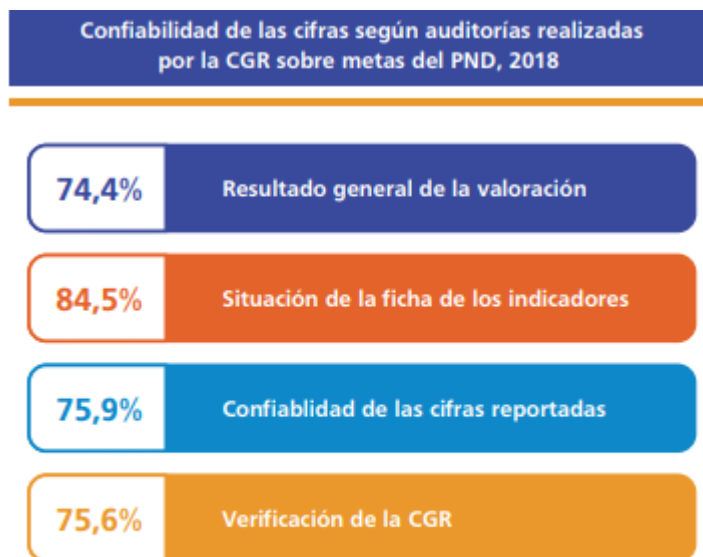 Confiabilidad de las cifras según auditorías realizadas
por la CGR sobre metas del PND, 2018
74,4% Resultado general de la valoración
84,5% Situación de la ficha de los indicadores
75,9% Confiablidad de las cifras reportadas
75,6% Verificación de la CGR